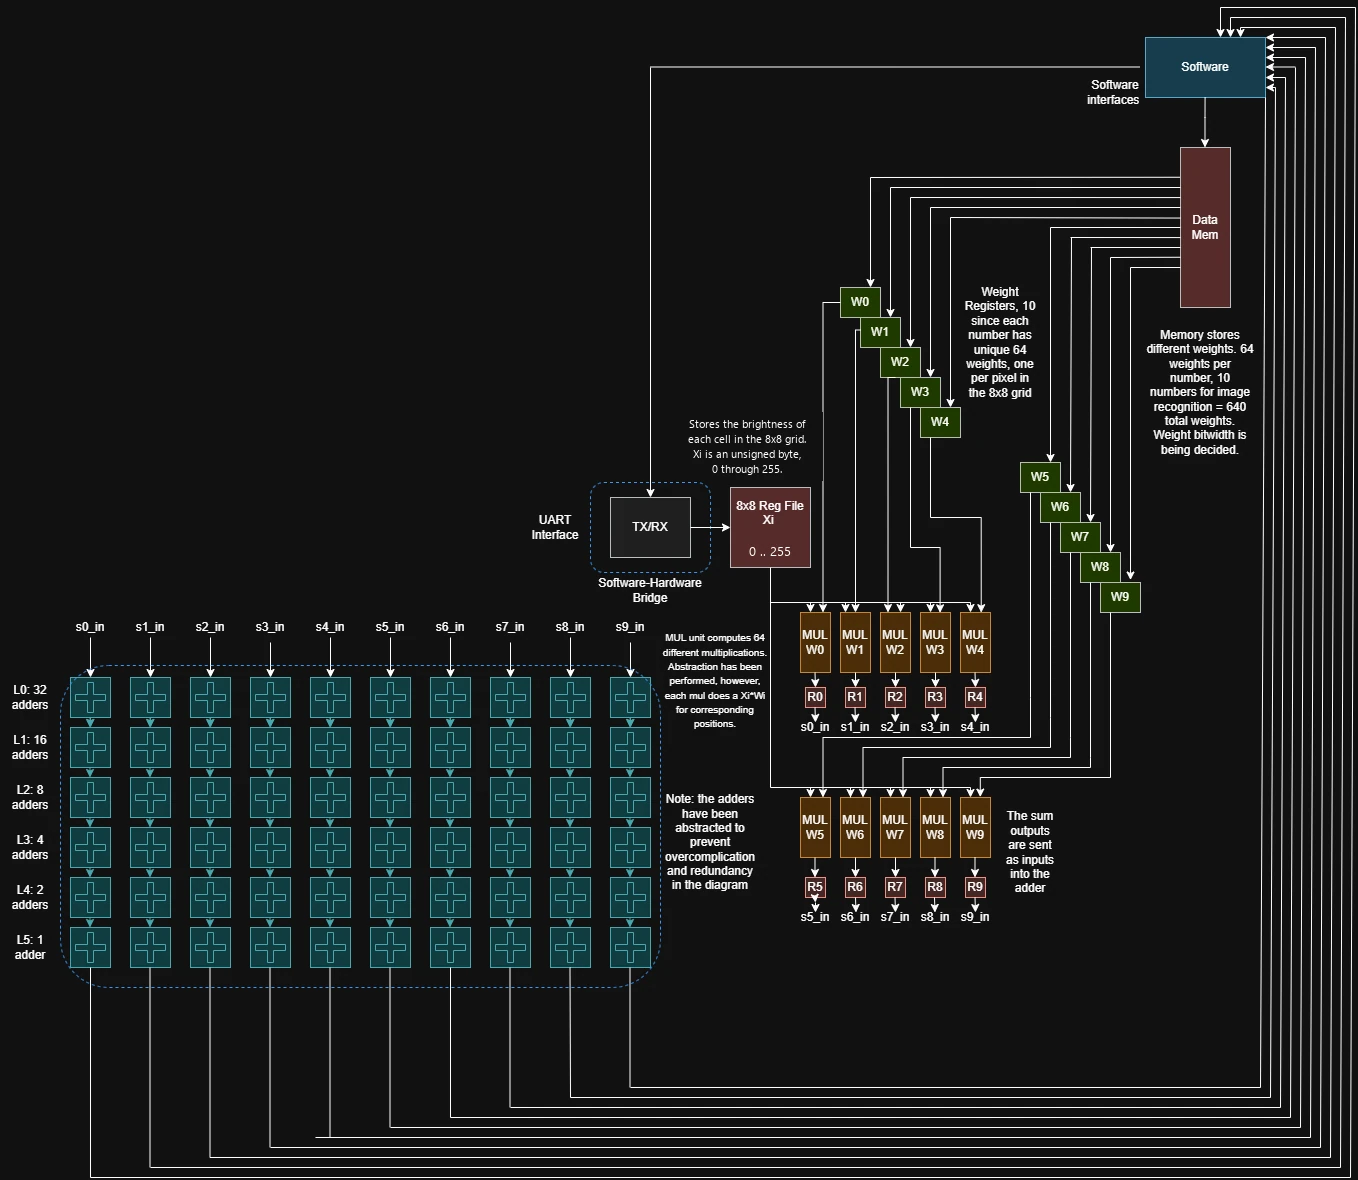 Software
Software
interfaces
Data
Mem
W0
W1
W2
W3
W4
Weight
Registers, 10
since each
number has
unique 64
weights, one
per pixel in
the 8x8 grid
Memory stores
different weights. 64
weights per
number, 10
numbers for image
recognition = 640
total weights.
Weight bitwidth is
being decided.
Stores the brightness of
each cell in the 8x8 grid.
Xi is an unsigned byte,
0 through 255.
W5
W6
W7
W8
W9
UART
Interface
TX/RX
Software-Hardware
Bridge
8x8 Reg File
Xi
0 .. 255
s0_in s1_in s2_in s3_in s4_in s5_in s6_in s7_in s8_in s9_in
MUL unit computes 64
different multiplications.
Abstraction has been
performed, however,
each mul does a Xi*Wi
for corresponding
positions.
MUL MUL MUL MUL MUL
W0 W1 W2 W3 W4
R0 R1 R2 R3 R4
s0_in s1_in s2_in s3_in s4_in
L0: 32
adders
L1: 16
adders
L2: 8
adders
L3: 4
adders
L4: 2
adders
L5: 1
adder
Note: the adders
have been
abstracted to
prevent
overcomplication
and redundancy
in the diagram
MUL MUL MUL MUL MUL
W5 W6 W7 W8 W9
R5 R6 R7 R8 R9
s5_in s6_in s7_in s8_in s9_in
The sum
outputs
are sent
as inputs
into the
adder